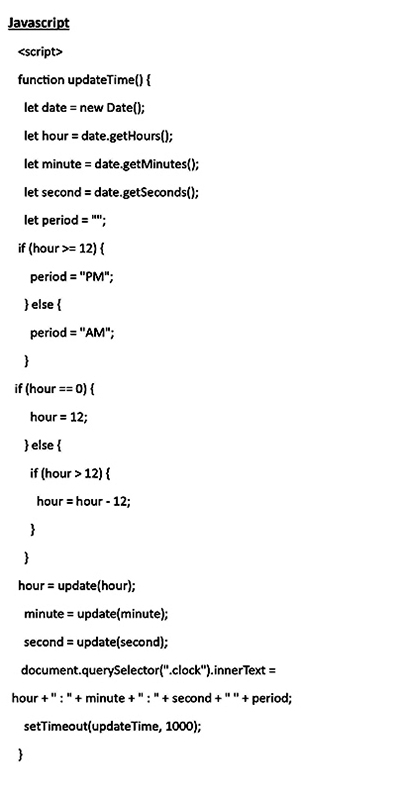 Javascript
<script>
function updateTime() {
let date = new Date();
let hour = date.getHours();
let minute = date.getMinutes();
let second = date.getSeconds();
let period = "";
if (hour >= 12) {
period = "PM";
} else {
period = "AM";
}
if (hour == 0) {
hour = 12;
} else {
if (hour > 12) {
hour = hour - 12;
}
}
hour = update(hour);
minute = update(minute);
second = update(second);
document.querySelector(".clock").innerText =
hour + " : " + minute + " : " + second + " " + period;
setTimeout(updateTime, 1000);
}